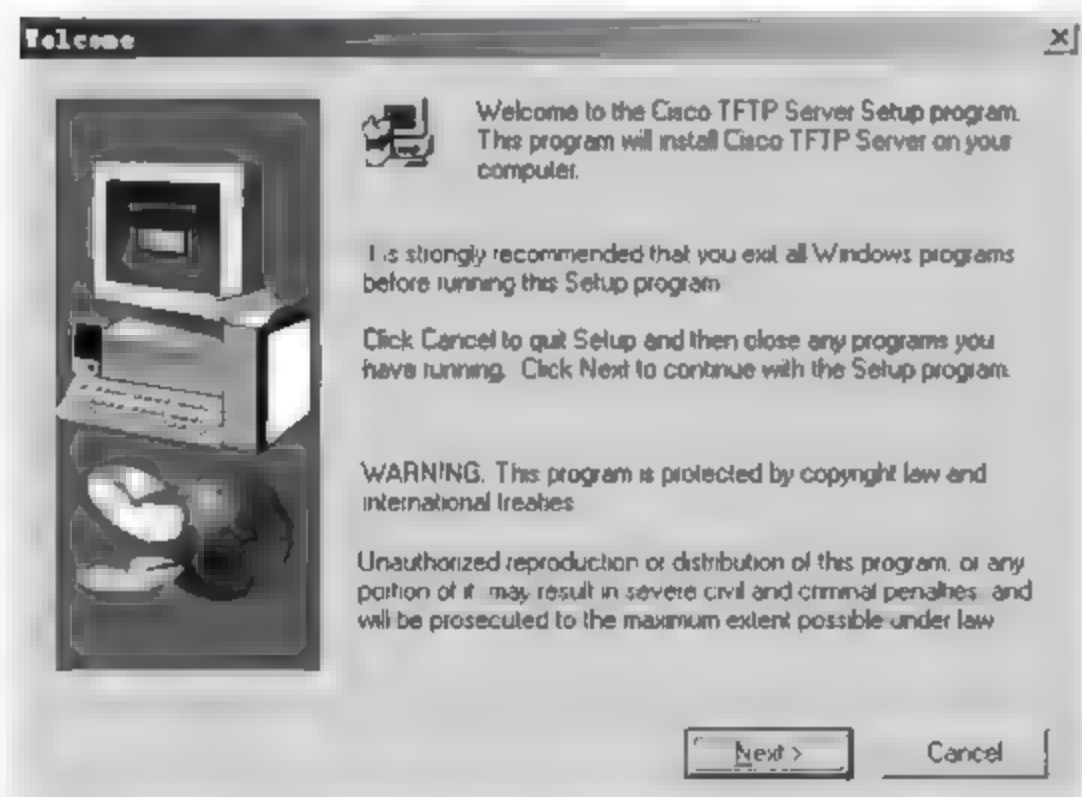 Welcome
Welcome to the Cisco TFTP Server Setup program.
This program will install Cisco TFTP Server on your
computer.
It is strongly recommended that you exit all Windows programs
before running this Setup program
Click Cancel to quit Setup and then close any programs you
have running. Click Next to continue with the Setup program.
WARNING. This program is protected by copyright law and
international treaties
Unauthorized reproduction or distribution of this program, or any
portion of it may result in severe civil and criminal penalties and
will be prosecuted to the maximum extent possible under law
Next >
Cancel